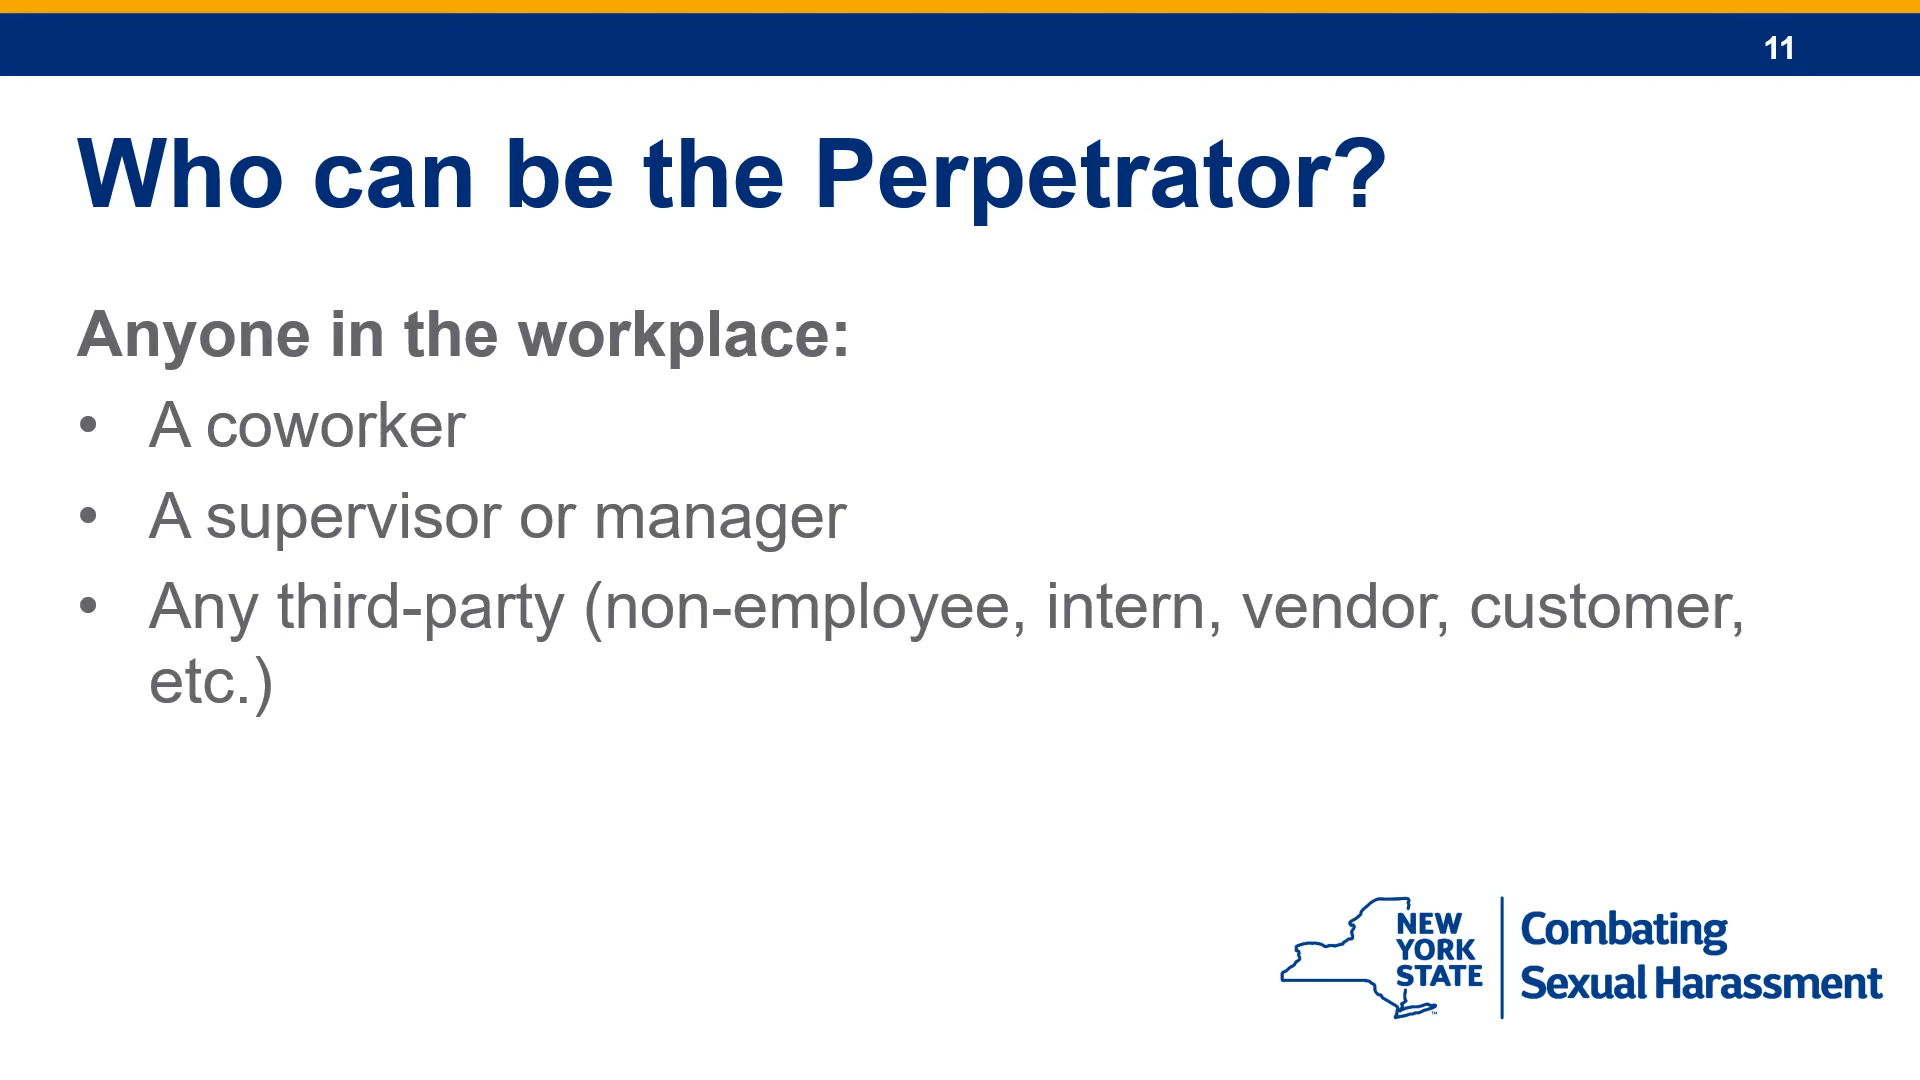 11
Who can be the Perpetrator?
Anyone in the workplace:
• A coworker
• A supervisor or manager
• Any third-party (non-employee, intern, vendor, customer,
etc.)
NEW
YORK
STATE
™
Combating
Sexual Harassment